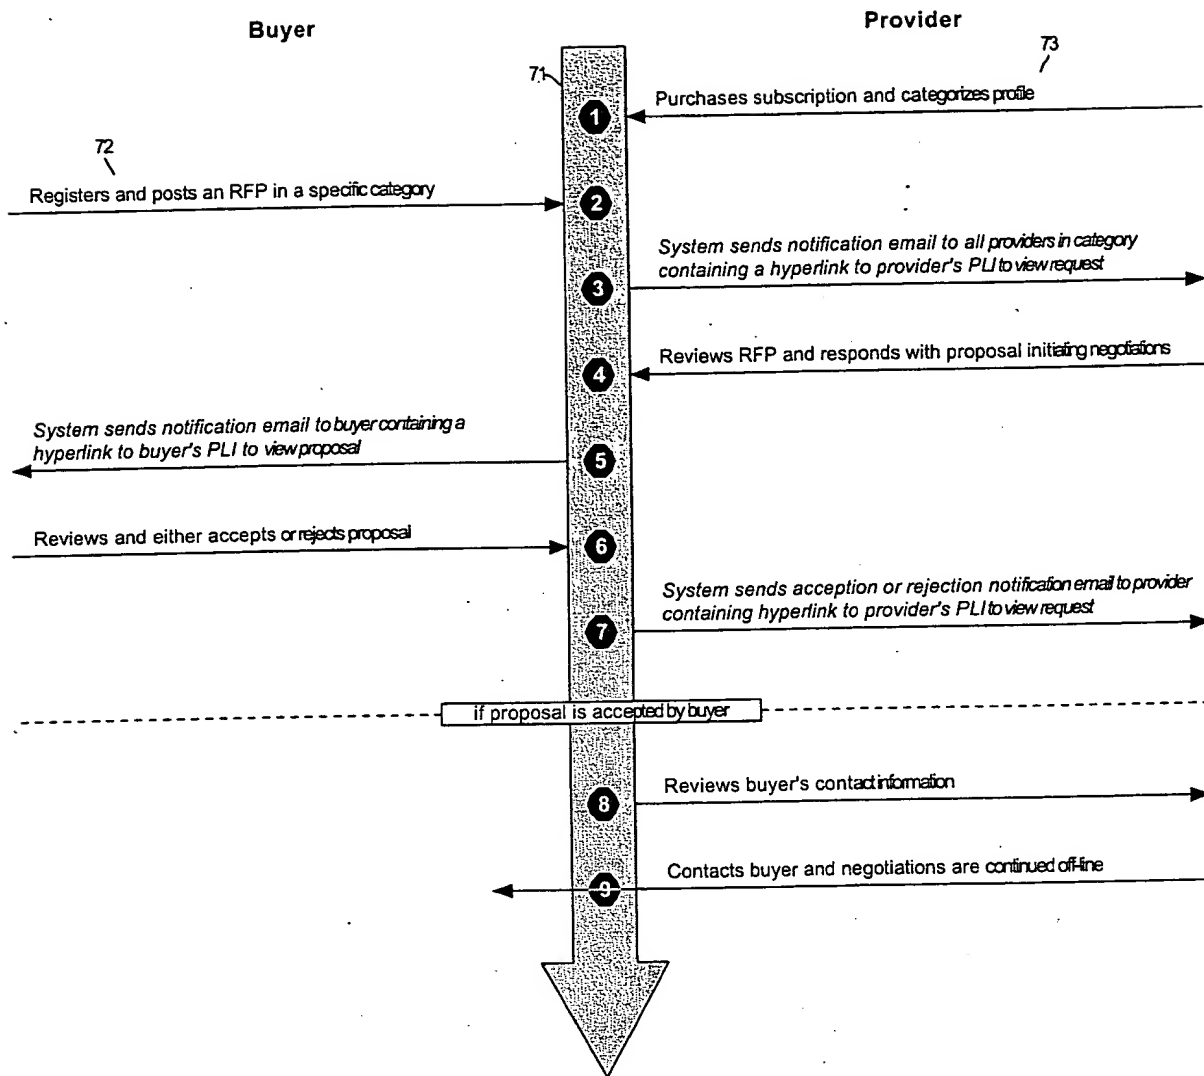 Buyer
Provider
73
71
Purchases subscription and categorizes profile
1
72
Registers and posts an RFP in a specific category
2
System sends notification email to all providers in category
containing a hyperlink to provider's PLI to view request
3
Reviews RFP and responds with proposal initiating negotiations
4
System sends notification email to buyer containing a
hyperlink to buyer's PLI to view proposal
5
Reviews and either accepts or rejects proposal
6
System sends acception or rejection notification email to provider
containing hyperlink to provider's PLI to view request
7
if proposal is accepted by buyer
Reviews buyer's contact information
8
Contacts buyer and negotiations are continued off-line
9